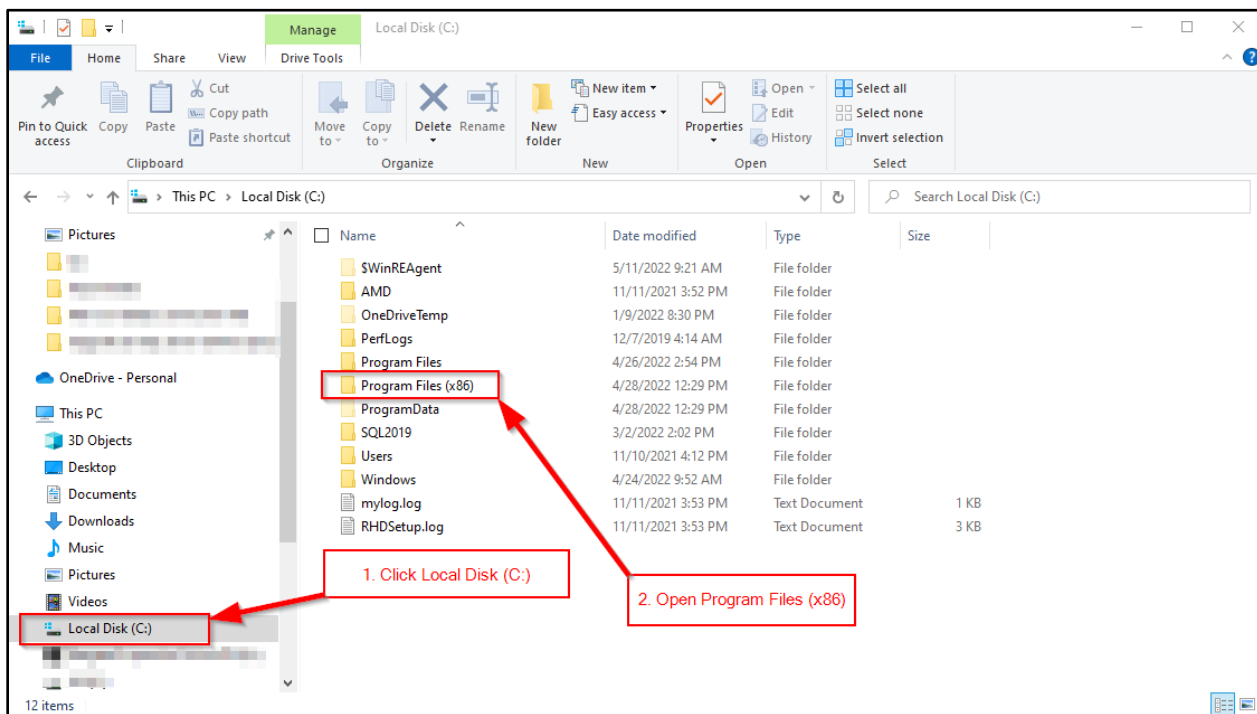 Manage Local Disk (C:)
File Home Share View Drive Tools
Pin to Quick access
Copy
Paste
Cut
Copy path
Paste shortcut
Clipboard
Move to
Copy to
Delete
Rename
Organize
New folder
New item
Easy access
New
Properties
Open
Edit
History
Open
Select all
Select none
Invert selection
Select
This PC > Local Disk (C:)
Search Local Disk (C:)
Pictures
OneDrive - Personal
This PC
3D Objects
Desktop
Documents
Downloads
Music
Pictures
Videos
Local Disk (C:)
Name Date modified Type Size
$WinREAgent 5/11/2022 9:21 AM File folder
AMD 11/11/2021 3:52 PM File folder
OneDriveTemp 1/9/2022 8:30 PM File folder
PerfLogs 12/7/2019 4:14 AM File folder
Program Files 4/26/2022 2:54 PM File folder
Program Files (x86) 4/28/2022 12:29 PM File folder
ProgramData 4/28/2022 12:29 PM File folder
SQL2019 3/2/2022 2:02 PM File folder
Users 11/10/2021 4:12 PM File folder
Windows 4/24/2022 9:52 AM File folder
mylog.log 11/11/2021 3:53 PM Text Document 1 KB
RHDSetup.log 11/11/2021 3:53 PM Text Document 3 KB
1. Click Local Disk (C:)
2. Open Program Files (x86)
12 items